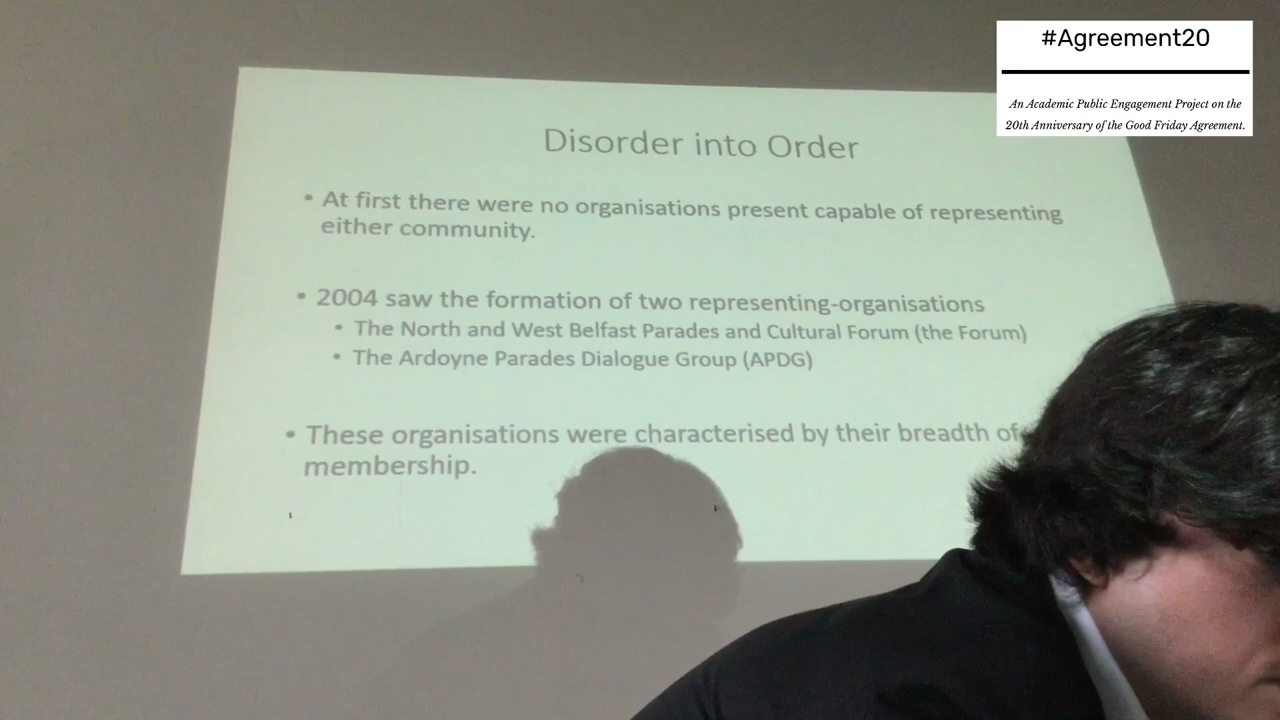 #Agreement20
An Academic Public Engagement Project on the
20th Anniversary of the Good Friday Agreement.
Disorder into Order
• At first there were no organisations present capable of representing
either community.
• 2004 saw the formation of two representing-organisations
• The North and West Belfast Parades and Cultural Forum (the Forum)
• The Ardoyne Parades Dialogue Group (APDG)
• These organisations were characterised by their breadth of
membership.